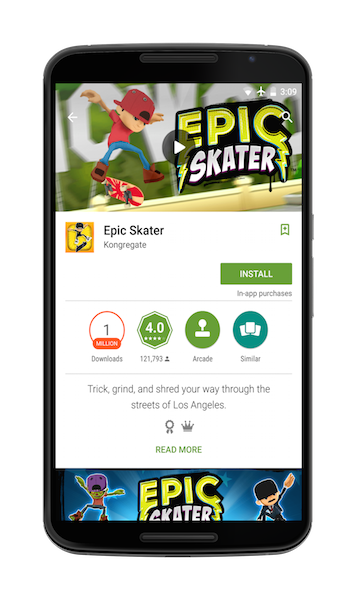 3:09
EPIC
SKATER
Epic Skater
Kongregate
INSTALL
In-app purchases
1
MILLION
4.0
Downloads
121,793
Arcade
Similar
Trick, grind, and shred your way through the
streets of Los Angeles.
READ MORE
EPIC
SKATER